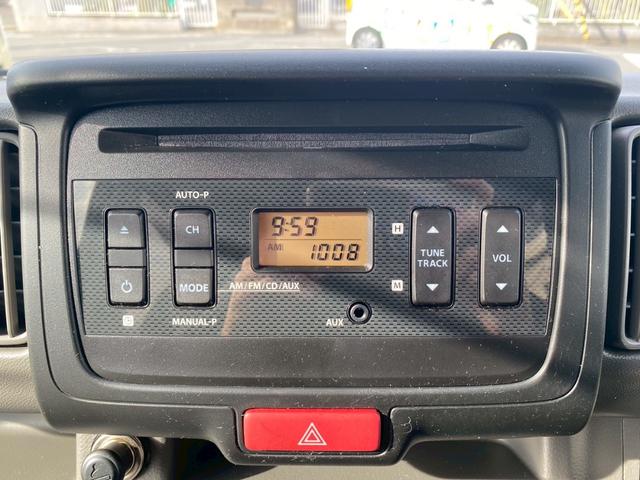 AUTO-P
CH
MODE
MANUAL-P
9:59
AM
1008
AM/FM/CD/AUX
AUX
H
M
TUNE
TRACK
VOL